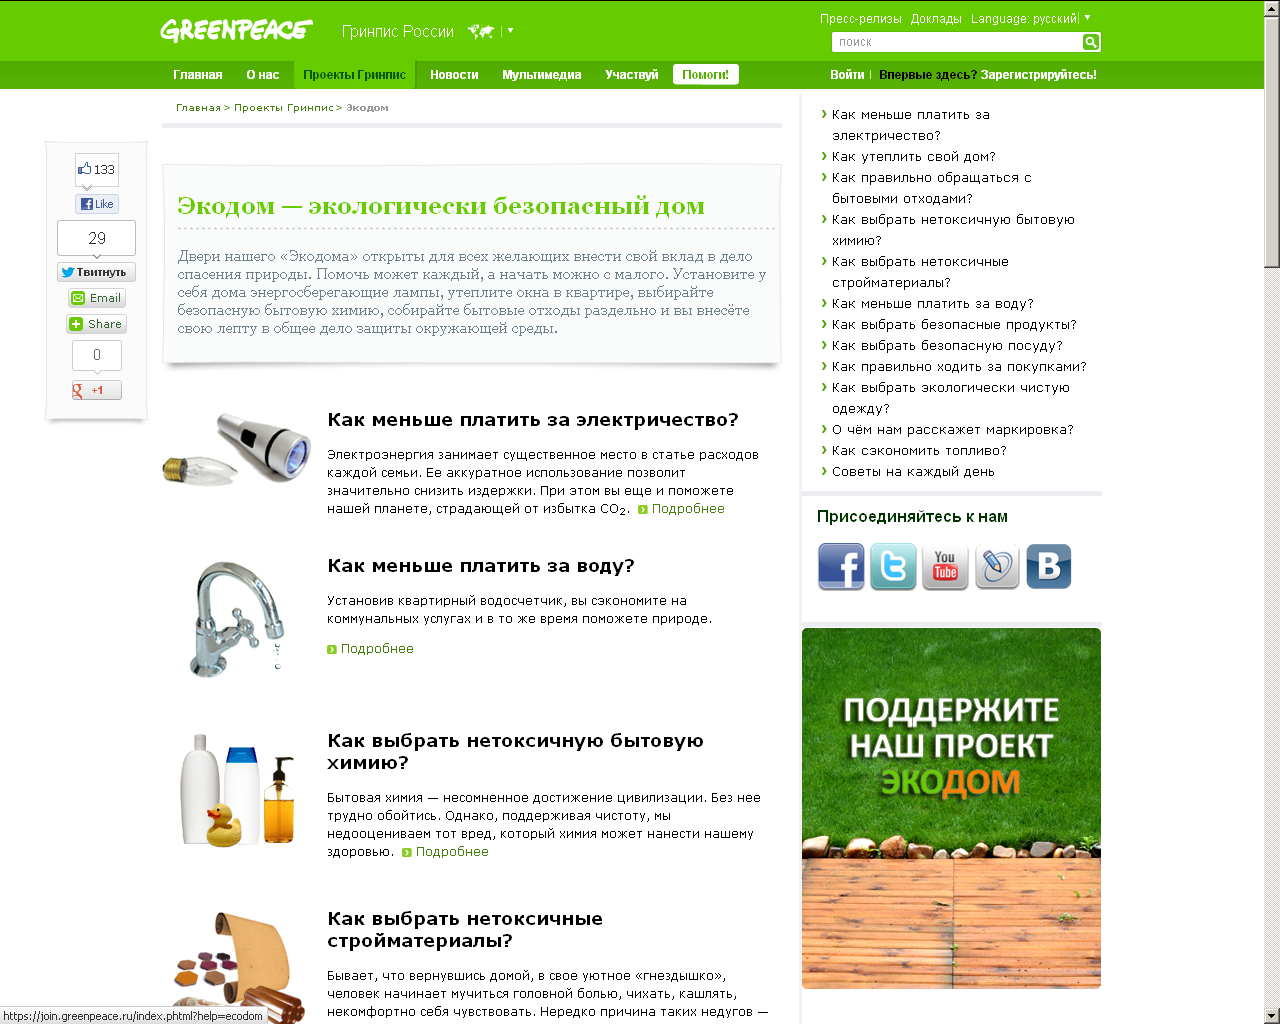 GREENPEACE
Гринпис России
Пресс-релизы Доклады Language: русский
поиск
Главная О нас Проекты Гринпис Новости Мультимедиа Участвуй Помоги!
Войти Впервые здесь? Зарегистрируйтесь!
Главная > Проекты Гринпис > Экодом
133
Like
29
Твитнуть
Email
Share
0
+1
Экодом — экологически безопасный дом
Двери нашего «Экодома» открыты для всех желающих внести свой вклад в дело
спасения природы. Помочь может каждый, а начать можно с малого. Установите у
себя дома энергосберегающие лампы, утеплите окна в квартире, выбирайте
безопасную бытовую химию, собирайте бытовые отходы раздельно и вы внесёте
свою лепту в общее дело защиты окружающей среды.
Как меньше платить за электричество?
Электроэнергия занимает существенное место в статье расходов
каждой семьи. Ее аккуратное использование позволит
значительно снизить издержки. При этом вы еще и поможете
нашей планете, страдающей от избытка CO2. Подробнее
Как меньше платить за воду?
Установив квартирный водосчетчик, вы сэкономите на
коммунальных услугах и в то же время поможете природе.
Подробнее
Как выбрать нетоксичную бытовую
химию?
Бытовая химия — несомненное достижение цивилизации. Без нее
трудно обойтись. Однако, поддерживая чистоту, мы
недооцениваем тот вред, который химия может нанести нашему
здоровью. Подробнее
Как выбрать нетоксичные
стройматериалы?
Бывает, что вернувшись домой, в свое уютное «гнездышко»,
человек начинает мучиться головной болью, чихать, кашлять,
некомфортно себя чувствовать. Нередко причина таких недугов —
Как меньше платить за
электричество?
Как утеплить свой дом?
Как правильно обращаться с
бытовыми отходами?
Как выбрать нетоксичную бытовую
химию?
Как выбрать нетоксичные
стройматериалы?
Как меньше платить за воду?
Как выбрать безопасные продукты?
Как выбрать безопасную посуду?
Как правильно ходить за покупками?
Как выбрать экологически чистую
одежду?
О чём нам расскажет маркировка?
Как сэкономить топливо?
Советы на каждый день
Присоединяйтесь к нам
You
Tube
ПОДДЕРЖИТЕ
НАШ ПРОЕКТ
ЭКОДОМ
https://join.greenpeace.ru/index.phtml?help=ecodom